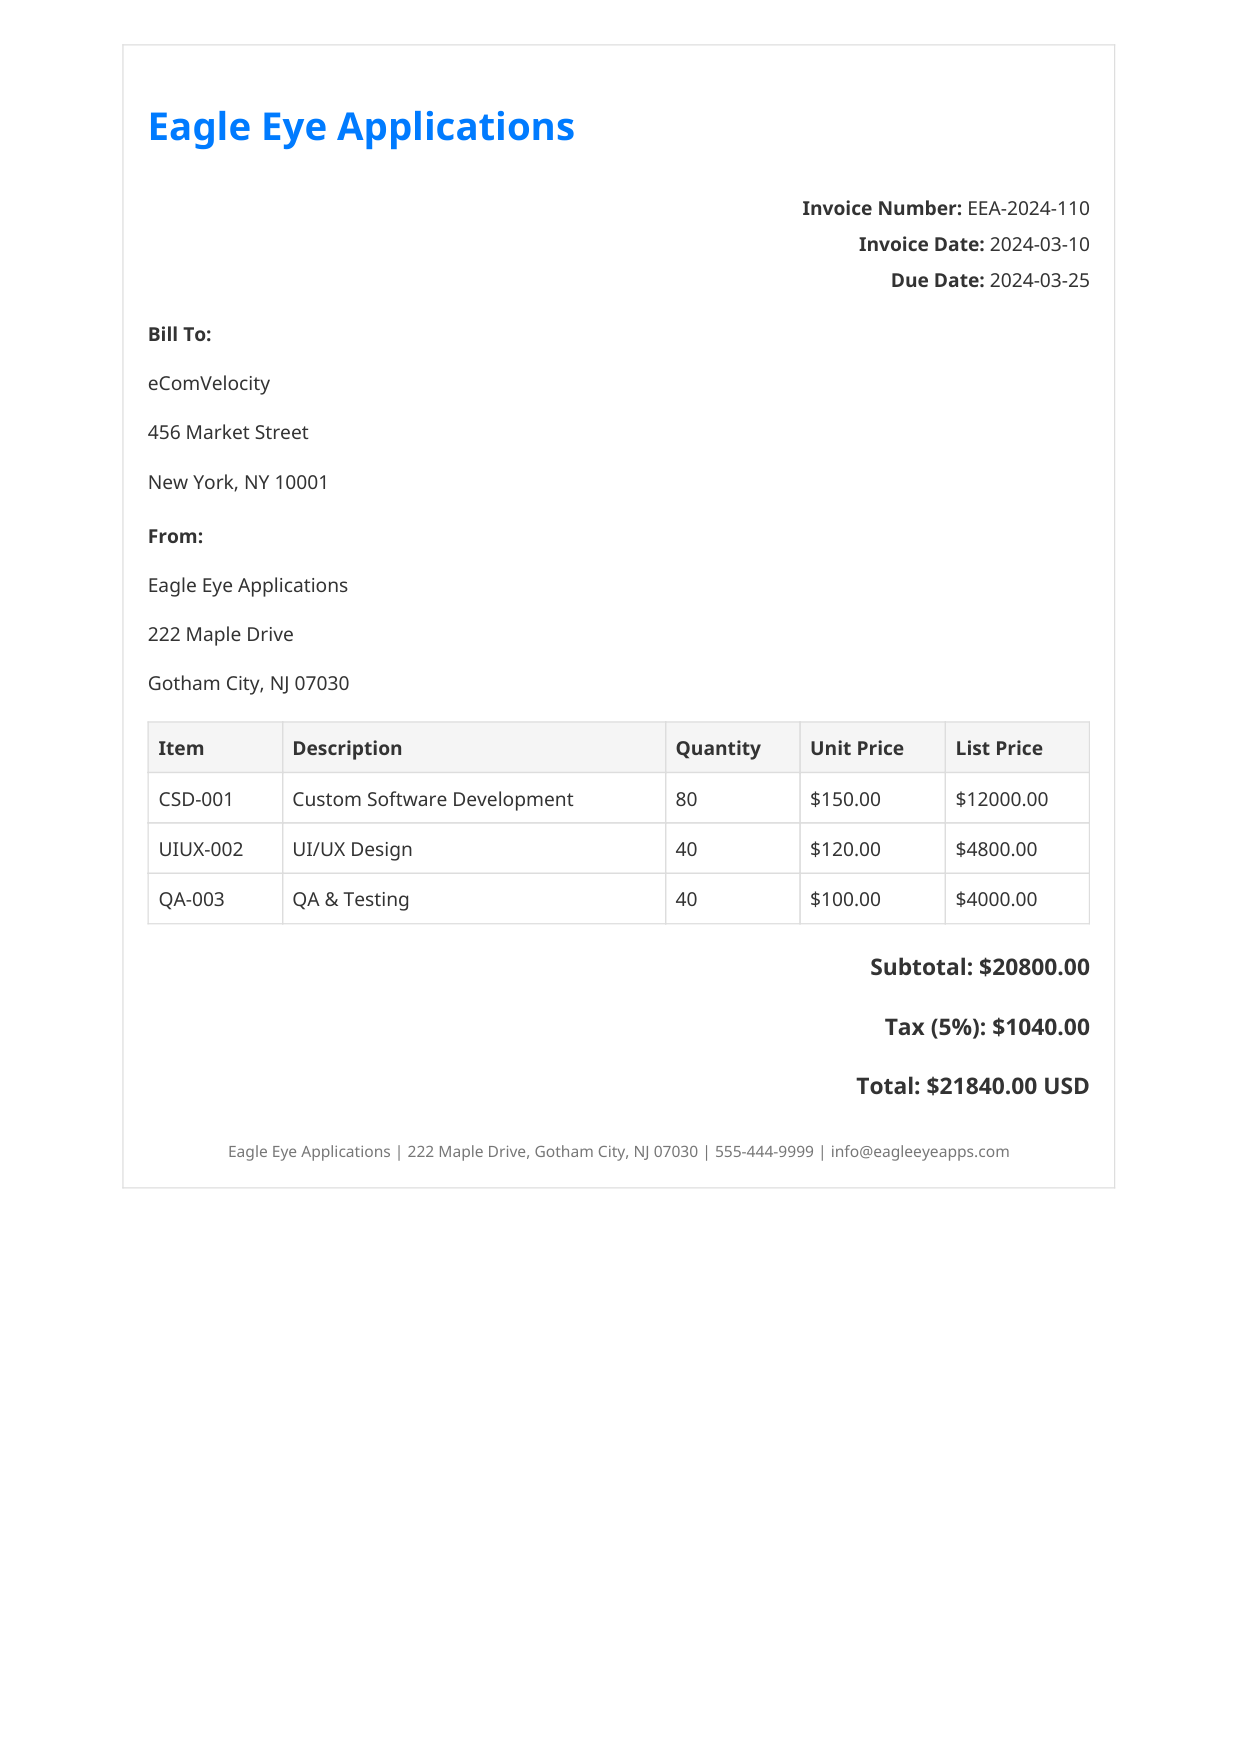 Eagle Eye Applications
Invoice Number: EEA-2024-110
Invoice Date: 2024-03-10
Due Date: 2024-03-25
Bill To:
eComVelocity
456 Market Street
New York, NY 10001
From:
Eagle Eye Applications
222 Maple Drive
Gotham City, NJ 07030
Item Description Quantity Unit Price List Price
CSD-001 Custom Software Development 80 $150.00 $12000.00
UIUX-002 UI/UX Design 40 $120.00 $4800.00
QA-003 QA & Testing 40 $100.00 $4000.00
Subtotal: $20800.00
Tax (5%): $1040.00
Total: $21840.00 USD
Eagle Eye Applications | 222 Maple Drive, Gotham City, NJ 07030 | 555-444-9999 | info@eagleeyeapps.com